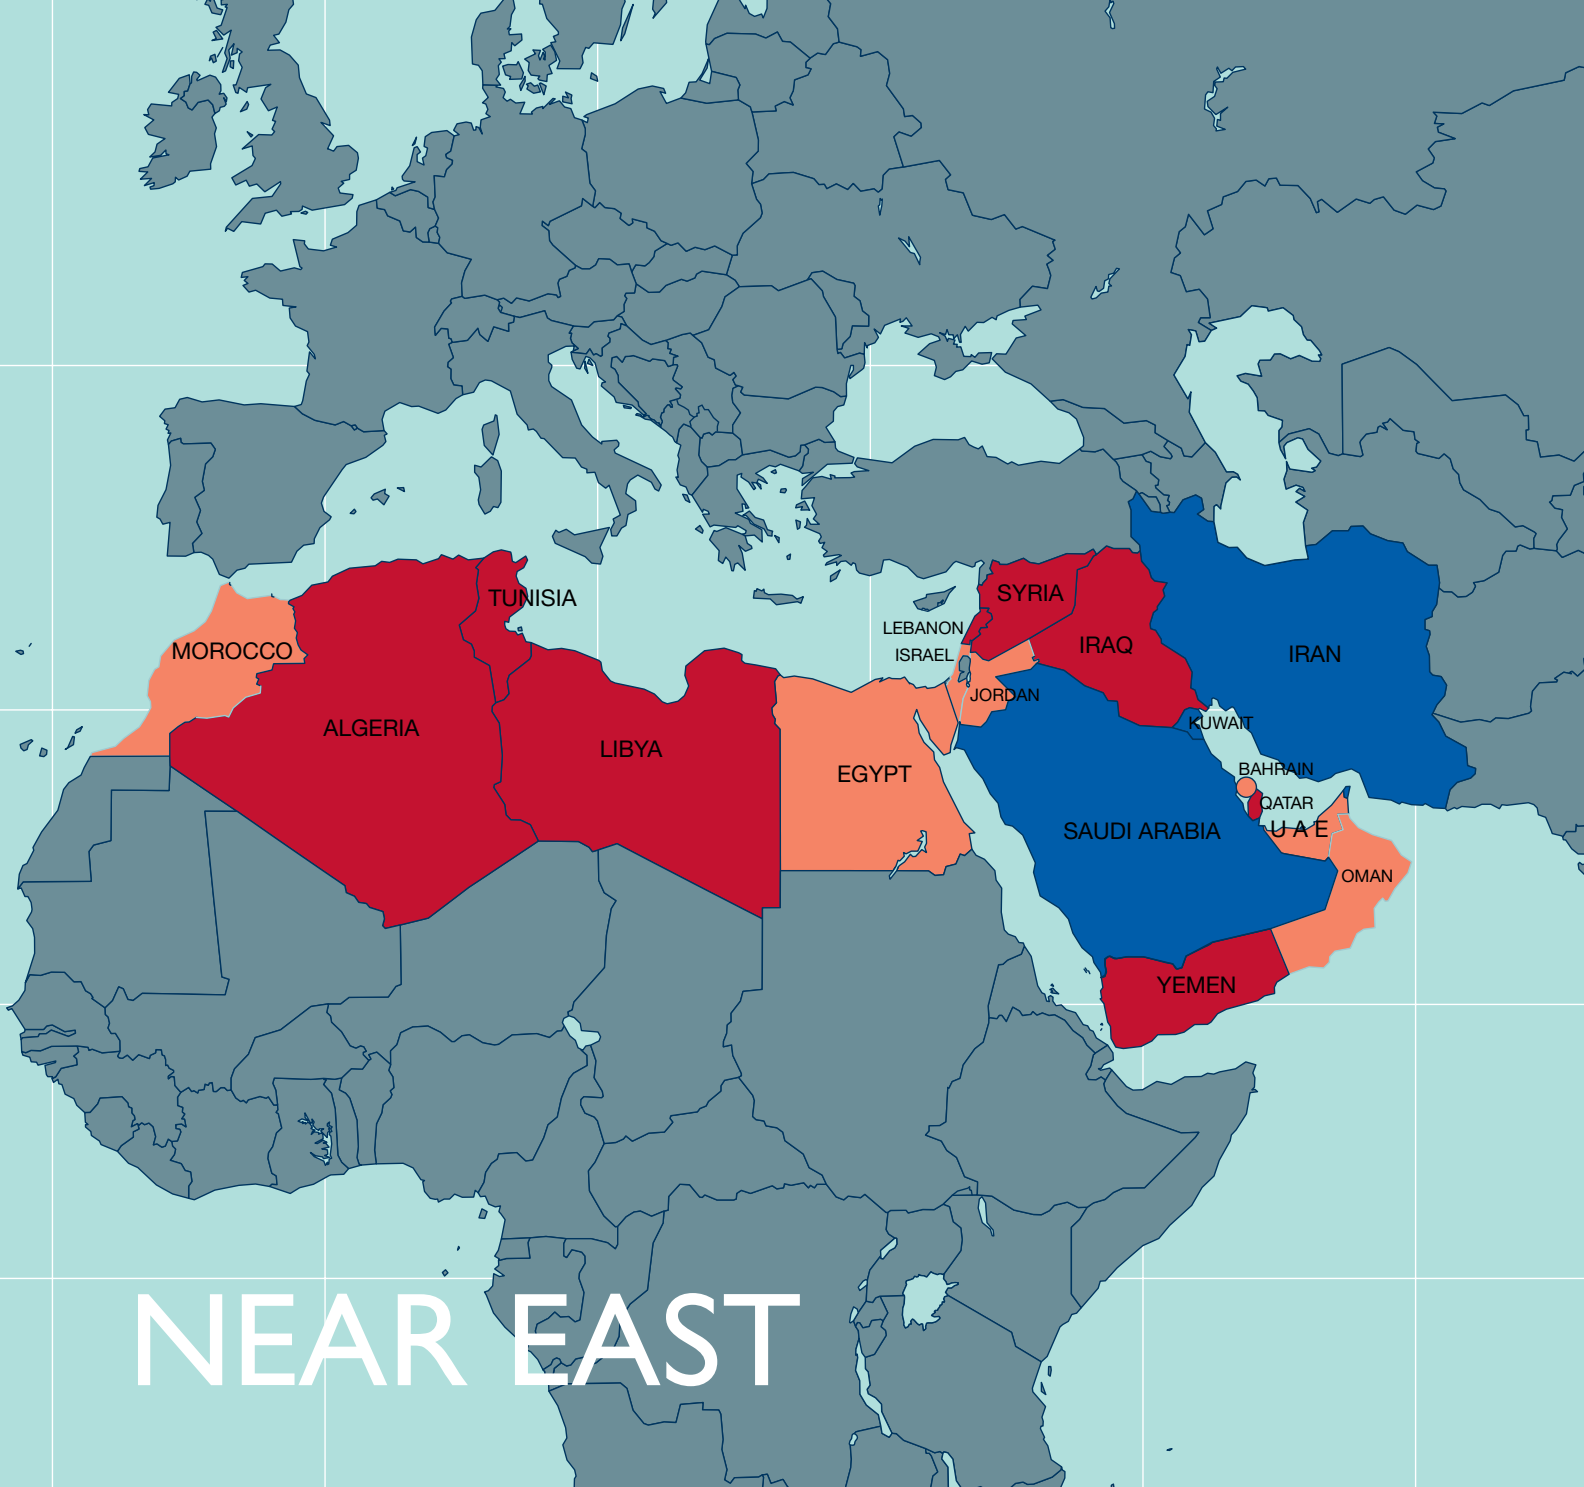 TUNISIA
SYRIA
LEBANON
MOROCCO
ISRAEL
IRAQ
IRAN
JORDAN
ALGERIA
KUWAIT
LIBYA
EGYPT
BAHRAIN
QATAR
SAUDI ARABIA
U A E
OMAN
YEMEN
NEAR EAST